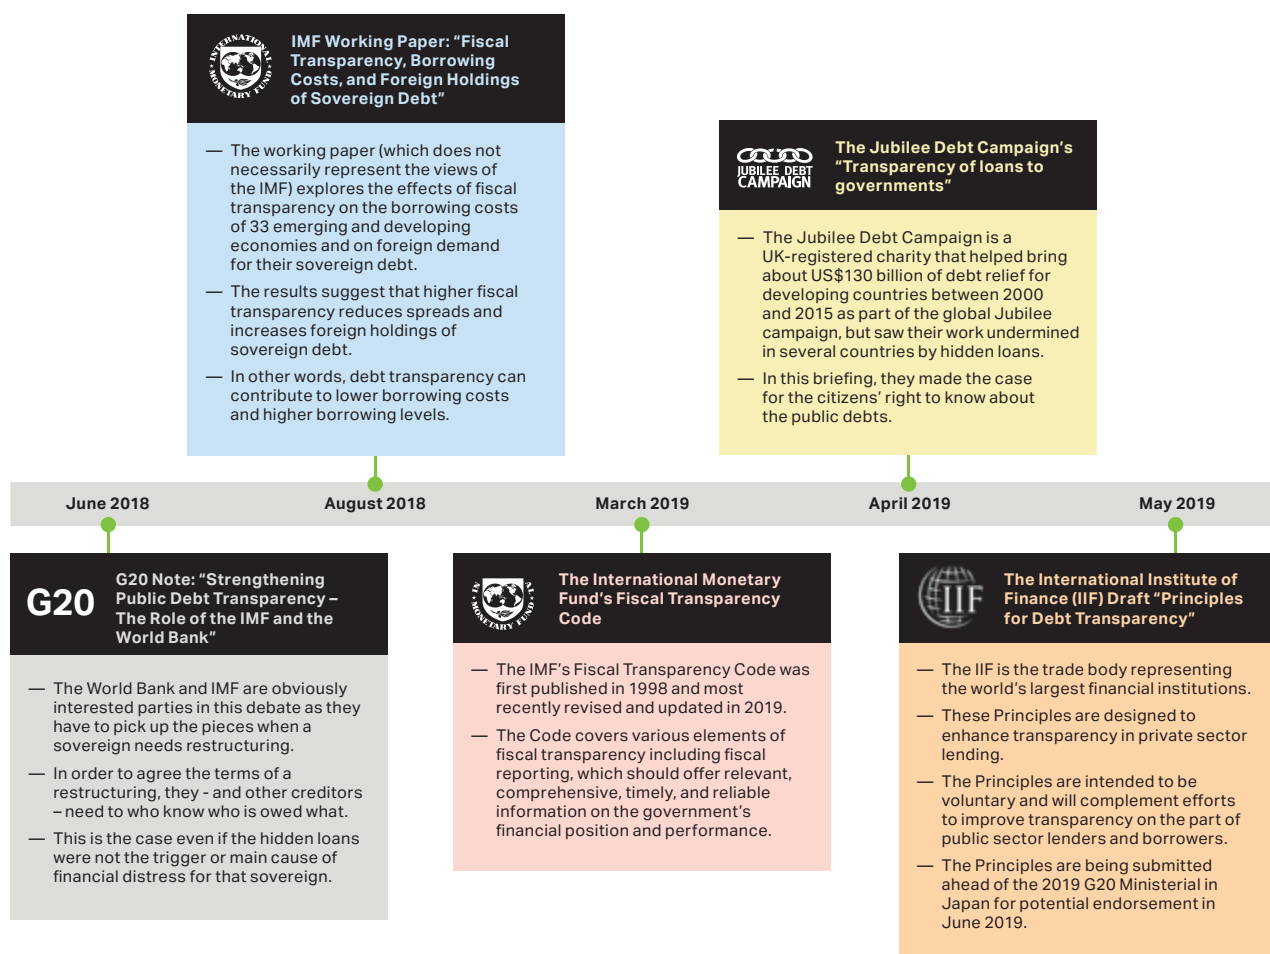 INTERNATIONAL MONETARY FUND
IMF Working Paper: “Fiscal
Transparency, Borrowing
Costs, and Foreign Holdings
of Sovereign Debt”
— The working paper (which does not
necessarily represent the views of
the IMF) explores the effects of fiscal
transparency on the borrowing costs
of 33 emerging and developing
economies and on foreign demand
for their sovereign debt.
— The results suggest that higher fiscal
transparency reduces spreads and
increases foreign holdings of
sovereign debt.
— In other words, debt transparency can
contribute to lower borrowing costs
and higher borrowing levels.
JUBILEE DEBT
CAMPAIGN
The Jubilee Debt Campaign’s
“Transparency of loans to
governments”
— The Jubilee Debt Campaign is a
UK-registered charity that helped bring
about US$130 billion of debt relief for
developing countries between 2000
and 2015 as part of the global Jubilee
campaign, but saw their work undermined
in several countries by hidden loans.
— In this briefing, they made the case
for the citizens’ right to know about
the public debts.
June 2018
August 2018
March 2019
April 2019
May 2019
G20
G20 Note: “Strengthening
Public Debt Transparency –
The Role of the IMF and the
World Bank”
— The World Bank and IMF are obviously
interested parties in this debate as they
have to pick up the pieces when a
sovereign needs restructuring.
— In order to agree the terms of a
restructuring, they - and other creditors
– need to who know who is owed what.
— This is the case even if the hidden loans
were not the trigger or main cause of
financial distress for that sovereign.
INTERNATIONAL MONETARY FUND
The International Monetary
Fund’s Fiscal Transparency
Code
— The IMF’s Fiscal Transparency Code was
first published in 1998 and most
recently revised and updated in 2019.
— The Code covers various elements of
fiscal transparency including fiscal
reporting, which should offer relevant,
comprehensive, timely, and reliable
information on the government’s
financial position and performance.
IIF
The International Institute of
Finance (IIF) Draft “Principles
for Debt Transparency”
— The IIF is the trade body representing
the world’s largest financial institutions.
— These Principles are designed to
enhance transparency in private sector
lending.
— The Principles are intended to be
voluntary and will complement efforts
to improve transparency on the part of
public sector lenders and borrowers.
— The Principles are being submitted
ahead of the 2019 G20 Ministerial in
Japan for potential endorsement in
June 2019.